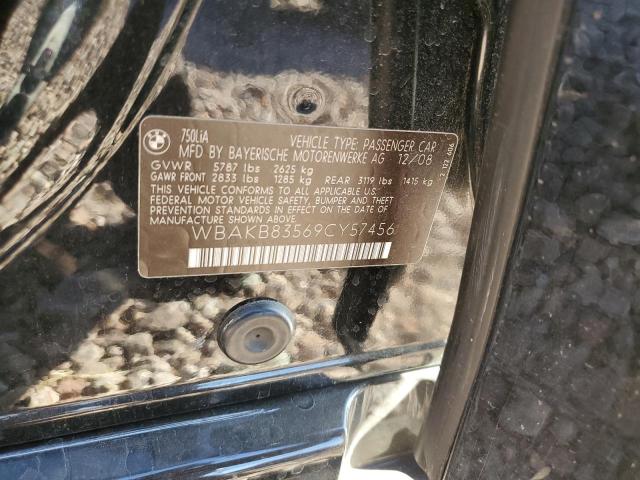 BMW
750LiA VEHICLE TYPE: PASSENGER CAR
MFD BY BAYERISCHE MOTORENWERKE AG 12/08
GVWR 5787 lbs 2625 kg
GAWR FRONT 2833 lbs 1285 kg REAR 3119 lbs 1415 kg
THIS VEHICLE CONFORMS TO ALL APPLICABLE U.S.
FEDERAL MOTOR VEHICLE SAFETY, BUMPER, AND THEFT
PREVENTION STANDARDS IN EFFECT ON THE DATE OF
MANUFACTURE SHOWN ABOVE.
WBAKB83569CY57456